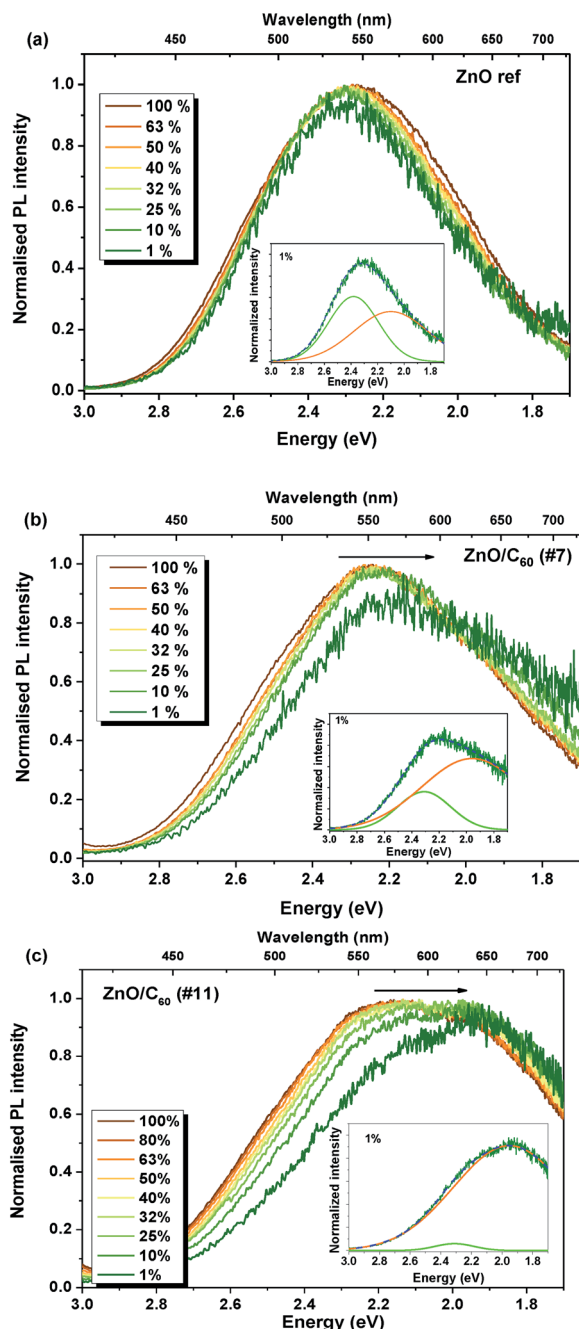 Wavelength (nm)
450 500 550 600 650 700
(a)
ZnO ref
1.0
0.8
0.6
0.4
0.2
0.0
Normalised PL intensity
100 %
63 %
50 %
40 %
32 %
25 %
10 %
1 %
1%
Normalized intensity
3.0 2.8 2.6 2.4 2.2 2.0 1.8
Energy (eV)
3.0 2.8 2.6 2.4 2.2 2.0 1.8
Energy (eV)
Wavelength (nm)
450 500 550 600 650 700
(b)
ZnO/C60 (#7)
1.0
0.8
0.6
0.4
0.2
0.0
Normalised PL intensity
100 %
63 %
50 %
40 %
32 %
25 %
10 %
1 %
1%
Normalized intensity
3.0 2.8 2.6 2.4 2.2 2.0 1.8
Energy (eV)
3.0 2.8 2.6 2.4 2.2 2.0 1.8
Energy (eV)
Wavelength (nm)
450 500 550 600 650 700
(c)
ZnO/C60 (#11)
1.0
0.8
0.6
0.4
0.2
0.0
Normalised PL intensity
100%
80%
63%
50%
40%
32%
25%
10%
1%
1%
Normalized intensity
3.0 2.8 2.6 2.4 2.2 2.0 1.8
Energy (eV)
3.0 2.8 2.6 2.4 2.2 2.0 1.8
Energy (eV)